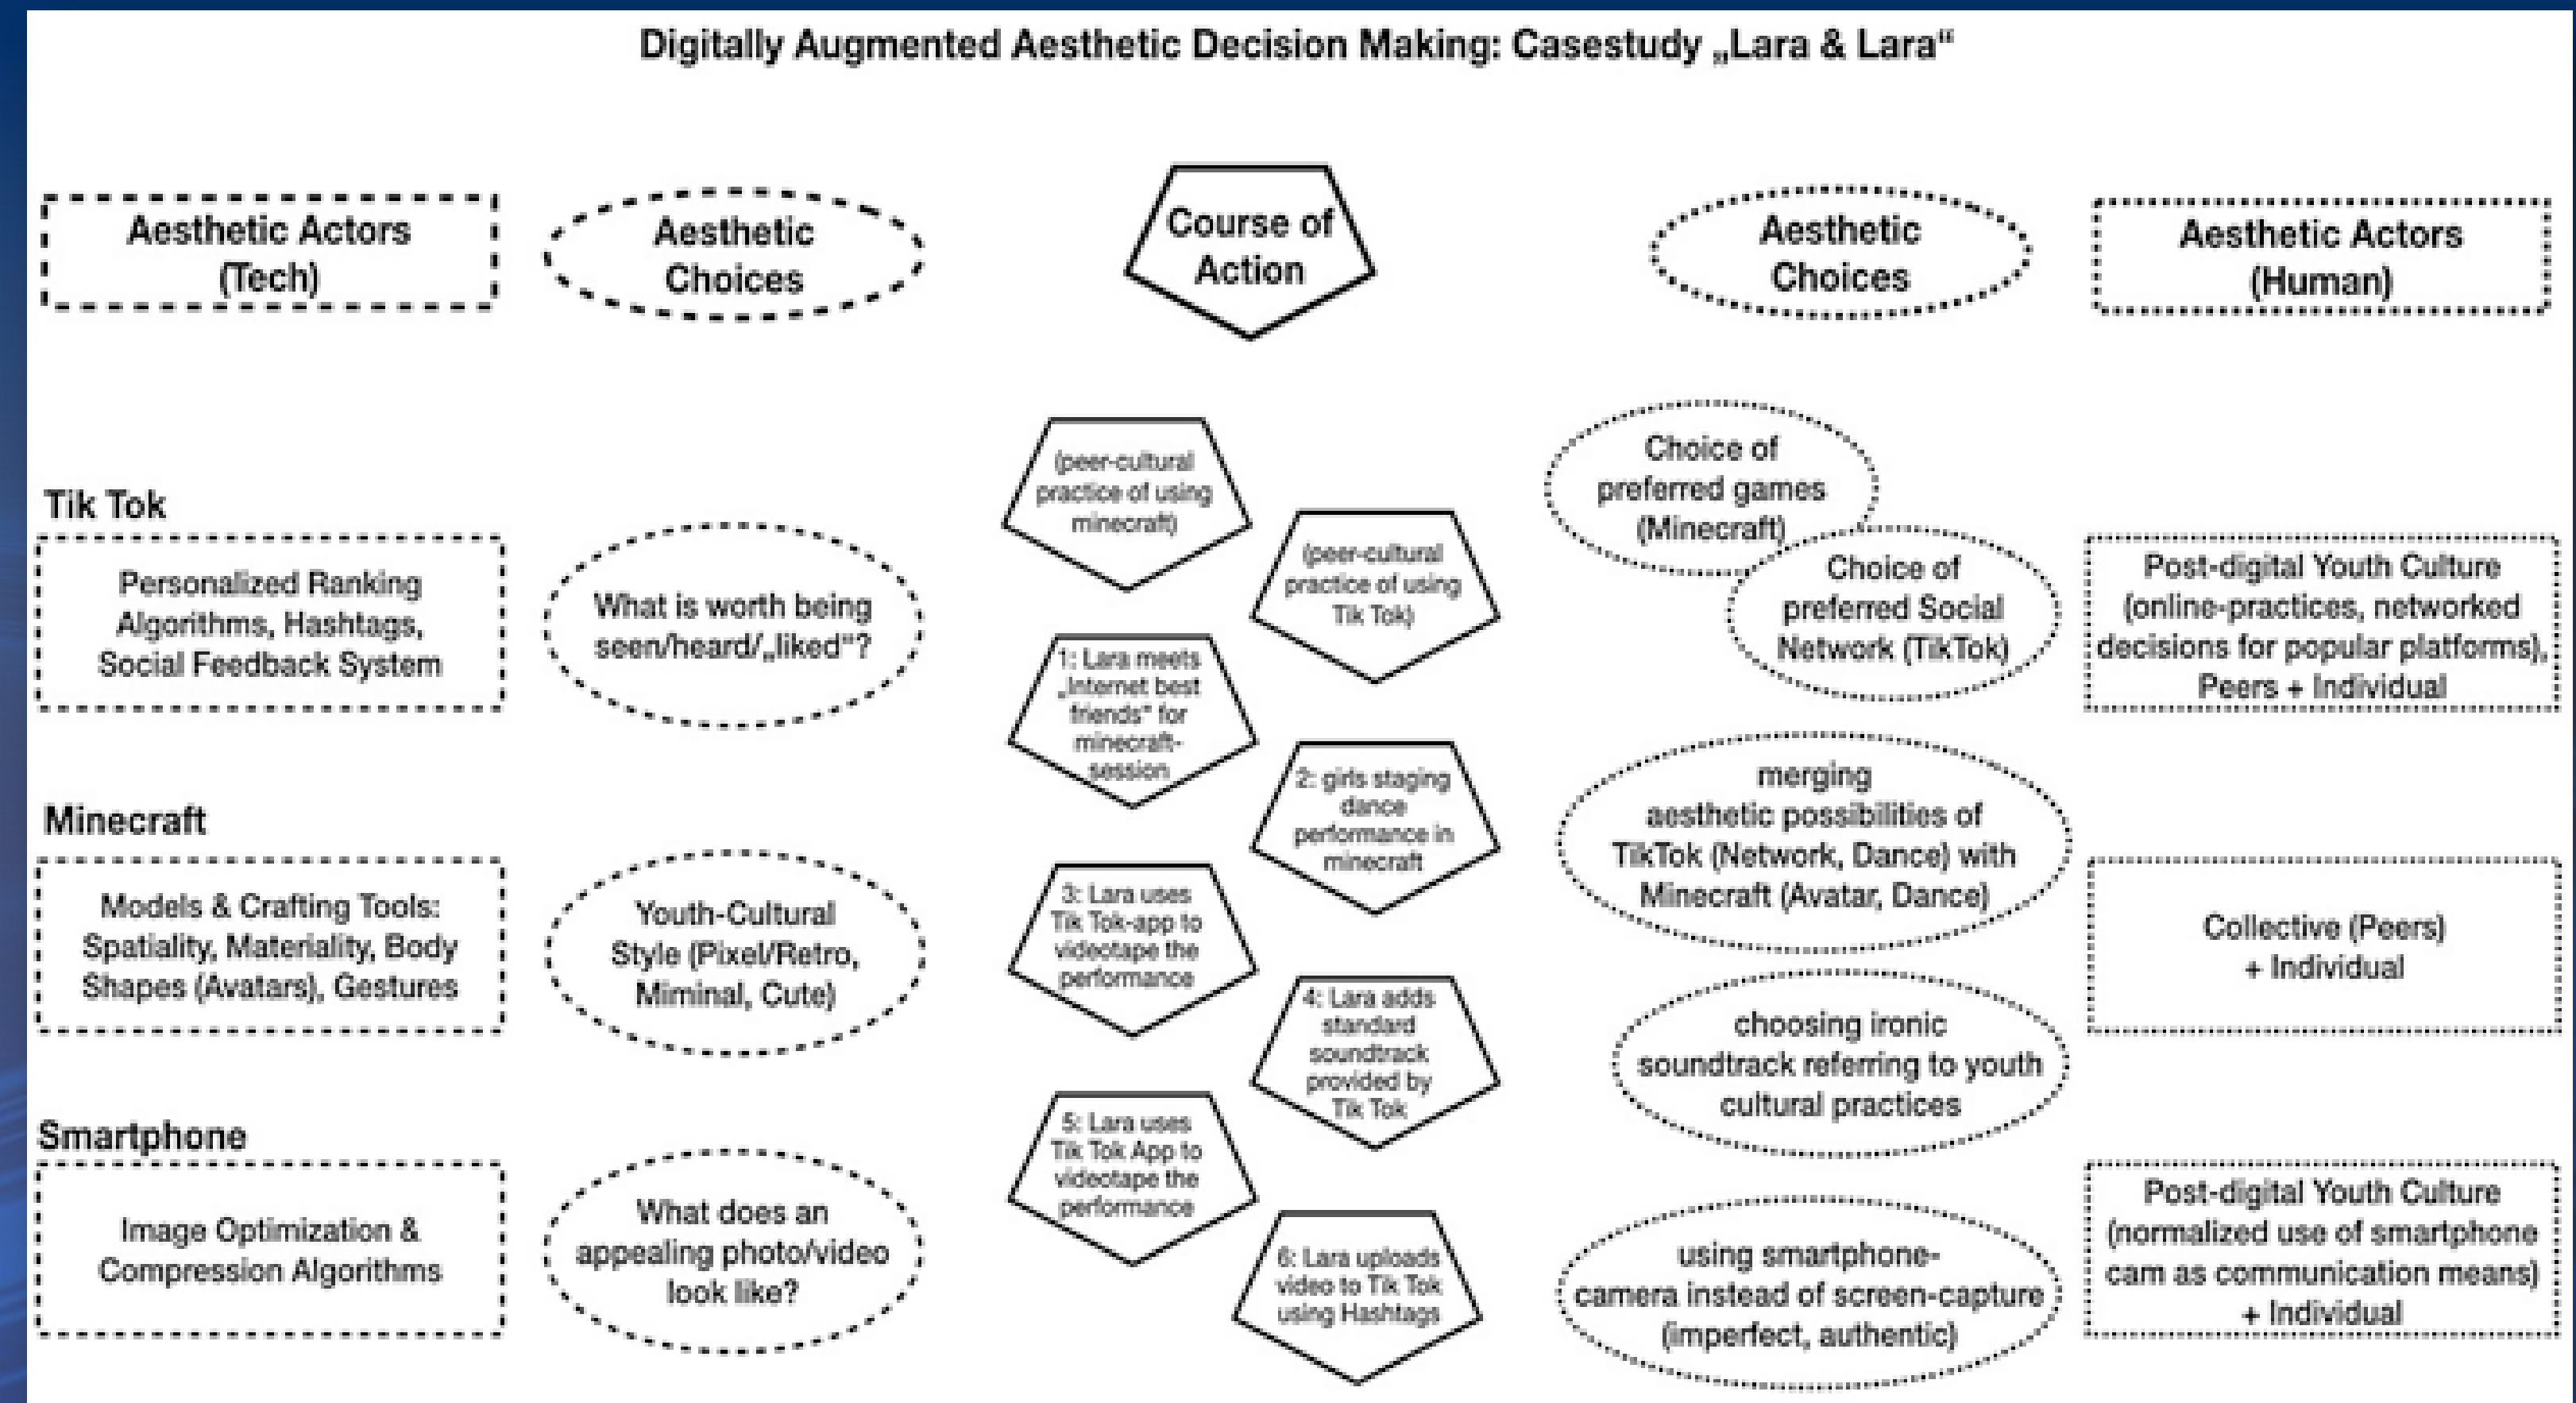 Digitally Augmented Aesthetic Decision Making: Casestudy „Lara & Lara“
Aesthetic Actors
(Tech)
Aesthetic
Choices
Course of
Action
Aesthetic
Choices
Aesthetic Actors
(Human)
Tik Tok
Personalized Ranking
Algorithms, Hashtags,
Social Feedback System
What is worth being
seen/heard/„liked“?
Minecraft
Models & Crafting Tools:
Spatiality, Materiality, Body
Shapes (Avatars), Gestures
Youth-Cultural
Style (Pixel/Retro,
Miminal, Cute)
Smartphone
Image Optimization &
Compression Algorithms
What does an
appealing photo/video
look like?
(peer-cultural
practice of using
minecraft)
(peer-cultural
practice of using
Tik Tok)
1: Lara meets
„Internet best
friends“ for
minecraft-
session
2: girls staging
dance
performance in
minecraft
3: Lara uses
Tik Tok-app to
videotape the
performance
4: Lara adds
standard
soundtrack
provided by
Tik Tok
5: Lara uses
Tik Tok App to
videotape the
performance
6: Lara uploads
video to Tik Tok
using Hashtags
Choice of
preferred games
(Minecraft)
Choice of
preferred Social
Network (TikTok)
merging
aesthetic possibilities of
TikTok (Network, Dance) with
Minecraft (Avatar, Dance)
choosing ironic
soundtrack referring to youth
cultural practices
using smartphone-
camera instead of screen-capture
(imperfect, authentic)
Post-digital Youth Culture
(online-practices, networked
decisions for popular platforms),
Peers + Individual
Collective (Peers)
+ Individual
Post-digital Youth Culture
(normalized use of smartphone
cam as communication means)
+ Individual